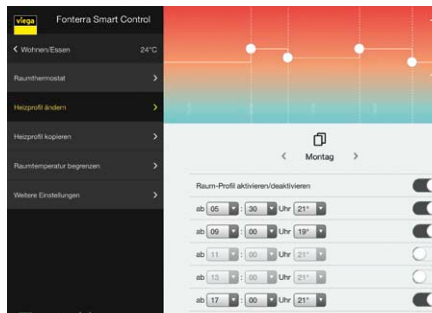 viega Fonterra Smart Control
Wohnen/Essen 24°C
Raumthermostat
Heizprofil ändern
Heizprofil kopieren
Raumtemperatur begrenzen
Weitere Einstellungen
Montag
Raum-Profil aktivieren/deaktivieren
ab 05 : 30 Uhr 21°
ab 09 : 00 Uhr 19°
ab 11 : 00 Uhr 21°
ab 13 : 00 Uhr 21°
ab 17 : 00 Uhr 21°